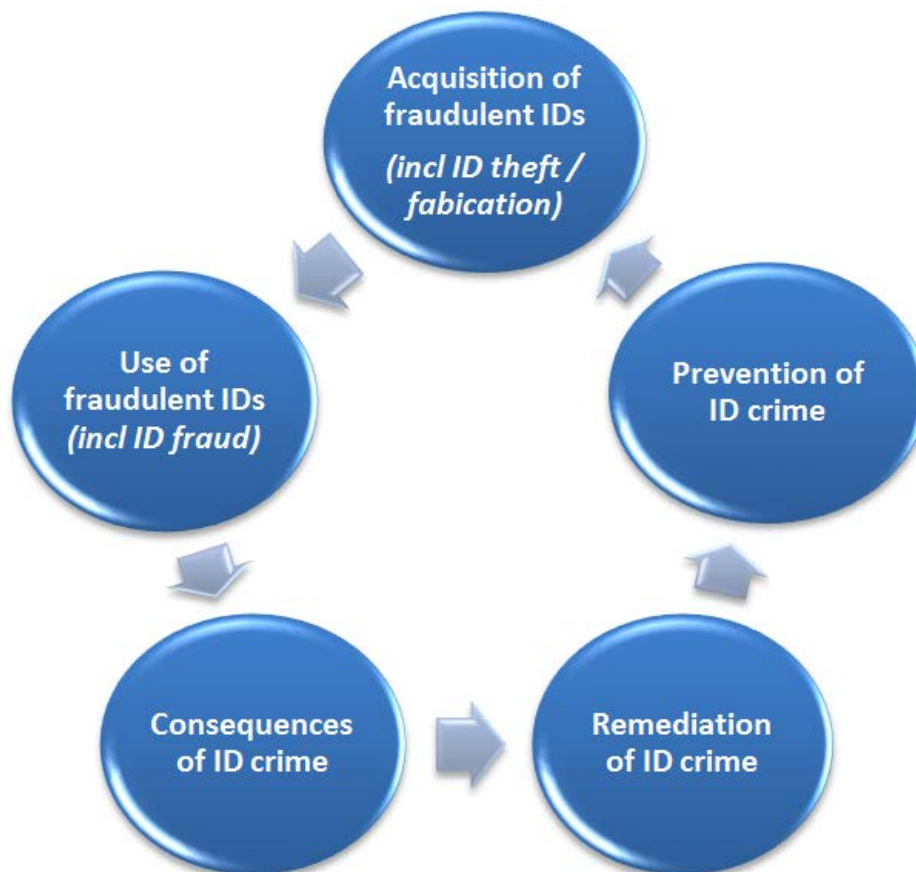 Acquisition of
fraudulent IDs
(incl ID theft /
fabication)
Use of
fraudulent IDs
(incl ID fraud)
Prevention of
ID crime
Consequences
of ID crime
Remediation
of ID crime